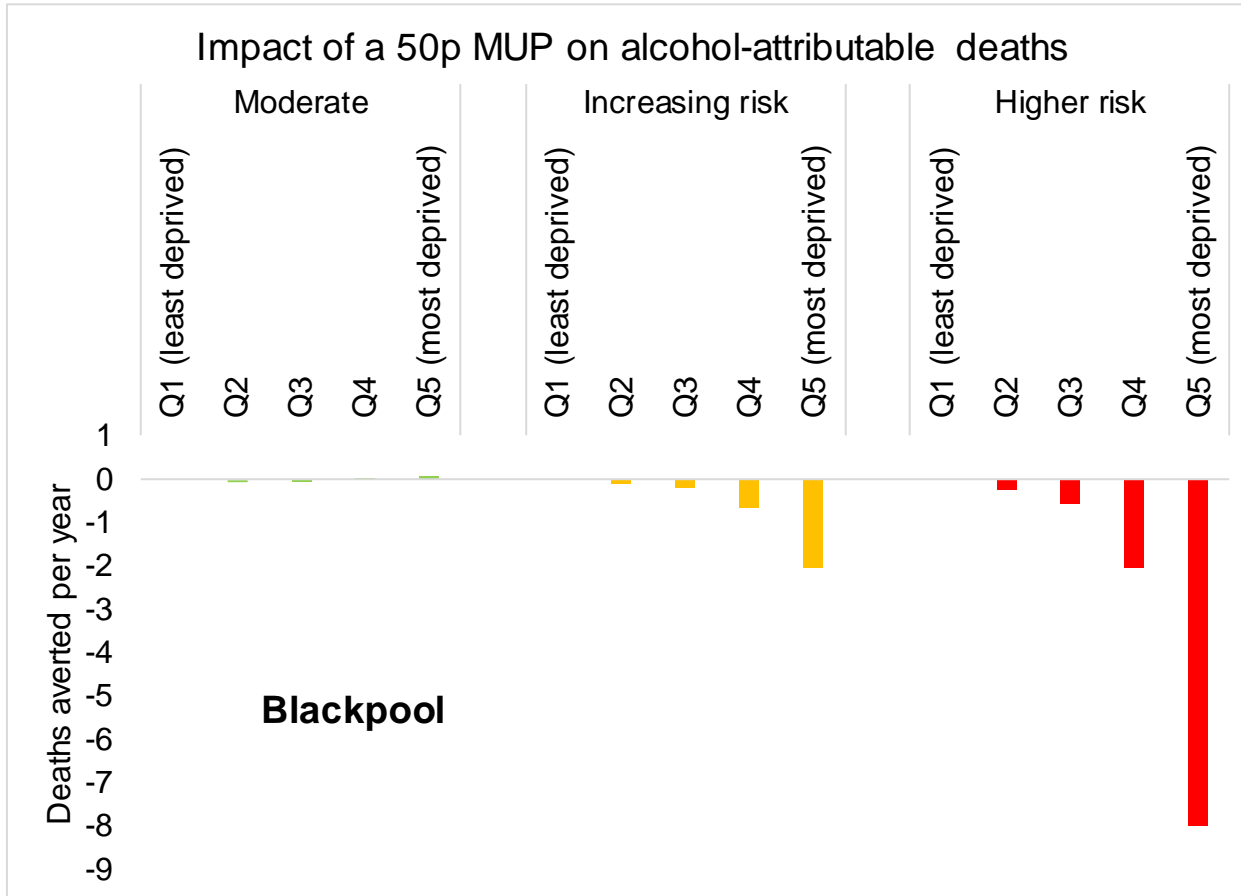 Impact of a 50p MUP on alcohol-attributable deaths
Moderate
Increasing risk
Higher risk
Q1 (least deprived)
Q2
Q3
Q4
Q5 (most deprived)
Q1 (least deprived)
Q2
Q3
Q4
Q5 (most deprived)
Q1 (least deprived)
Q2
Q3
Q4
Q5 (most deprived)
Deaths averted per year
1
0
-1
-2
-3
-4
-5
-6
-7
-8
-9
Blackpool